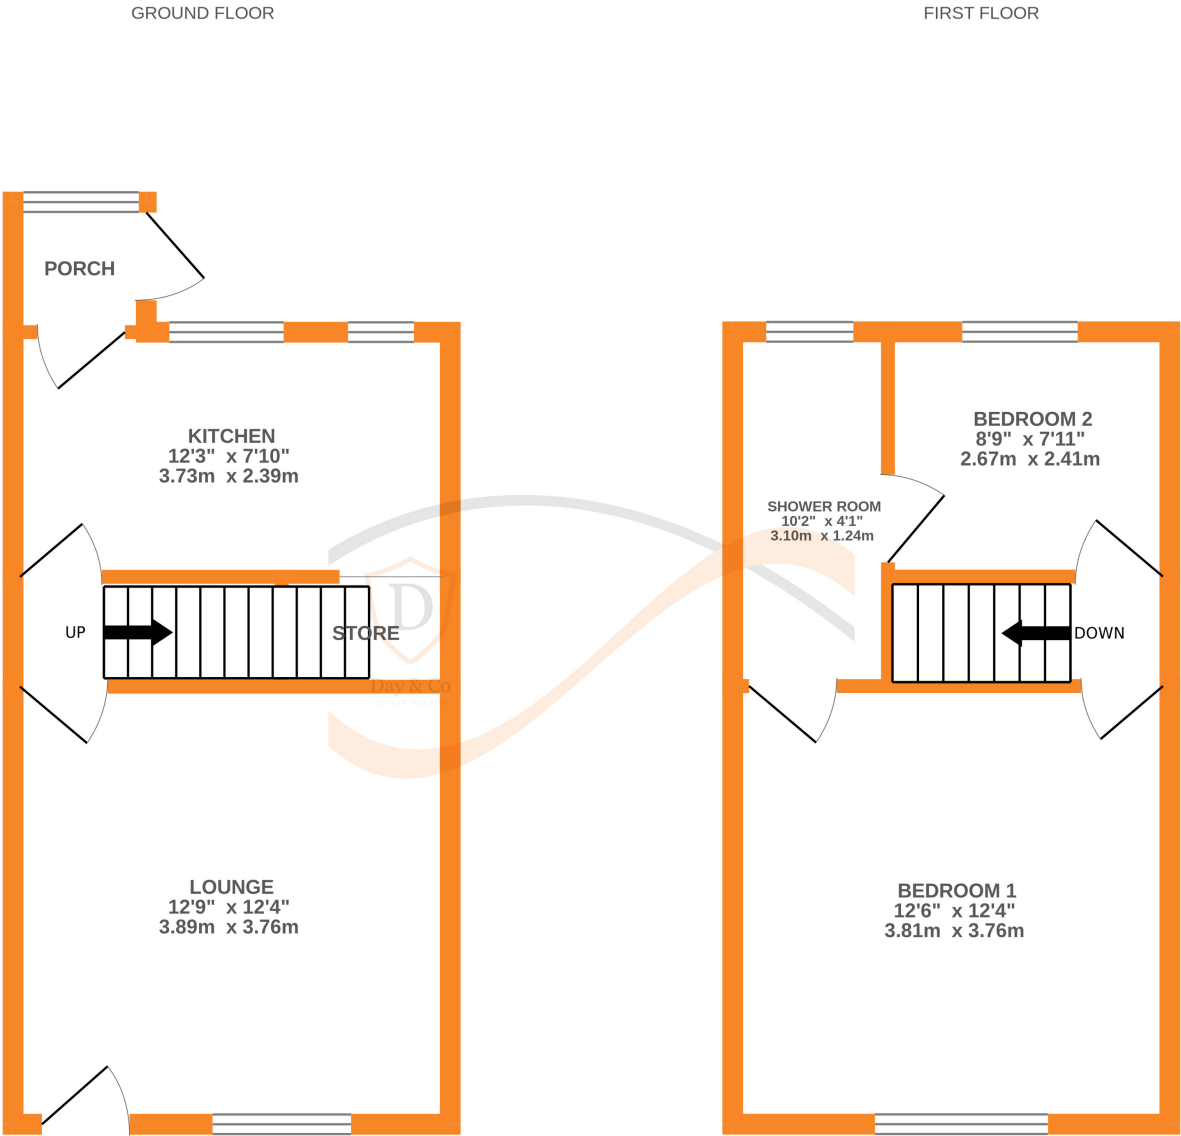 GROUND FLOOR
FIRST FLOOR
PORCH
KITCHEN
12'3" x 7'10"
3.73m x 2.39m
BEDROOM 2
8'9" x 7'11"
2.67m x 2.41m
SHOWER ROOM
10'2" x 4'1"
3.10m x 1.24m
D
UP
STORE
DOWN
Day & Co
LOUNGE
12'9" x 12'4"
3.89m x 3.76m
BEDROOM 1
12'6" x 12'4"
3.81m x 3.76m